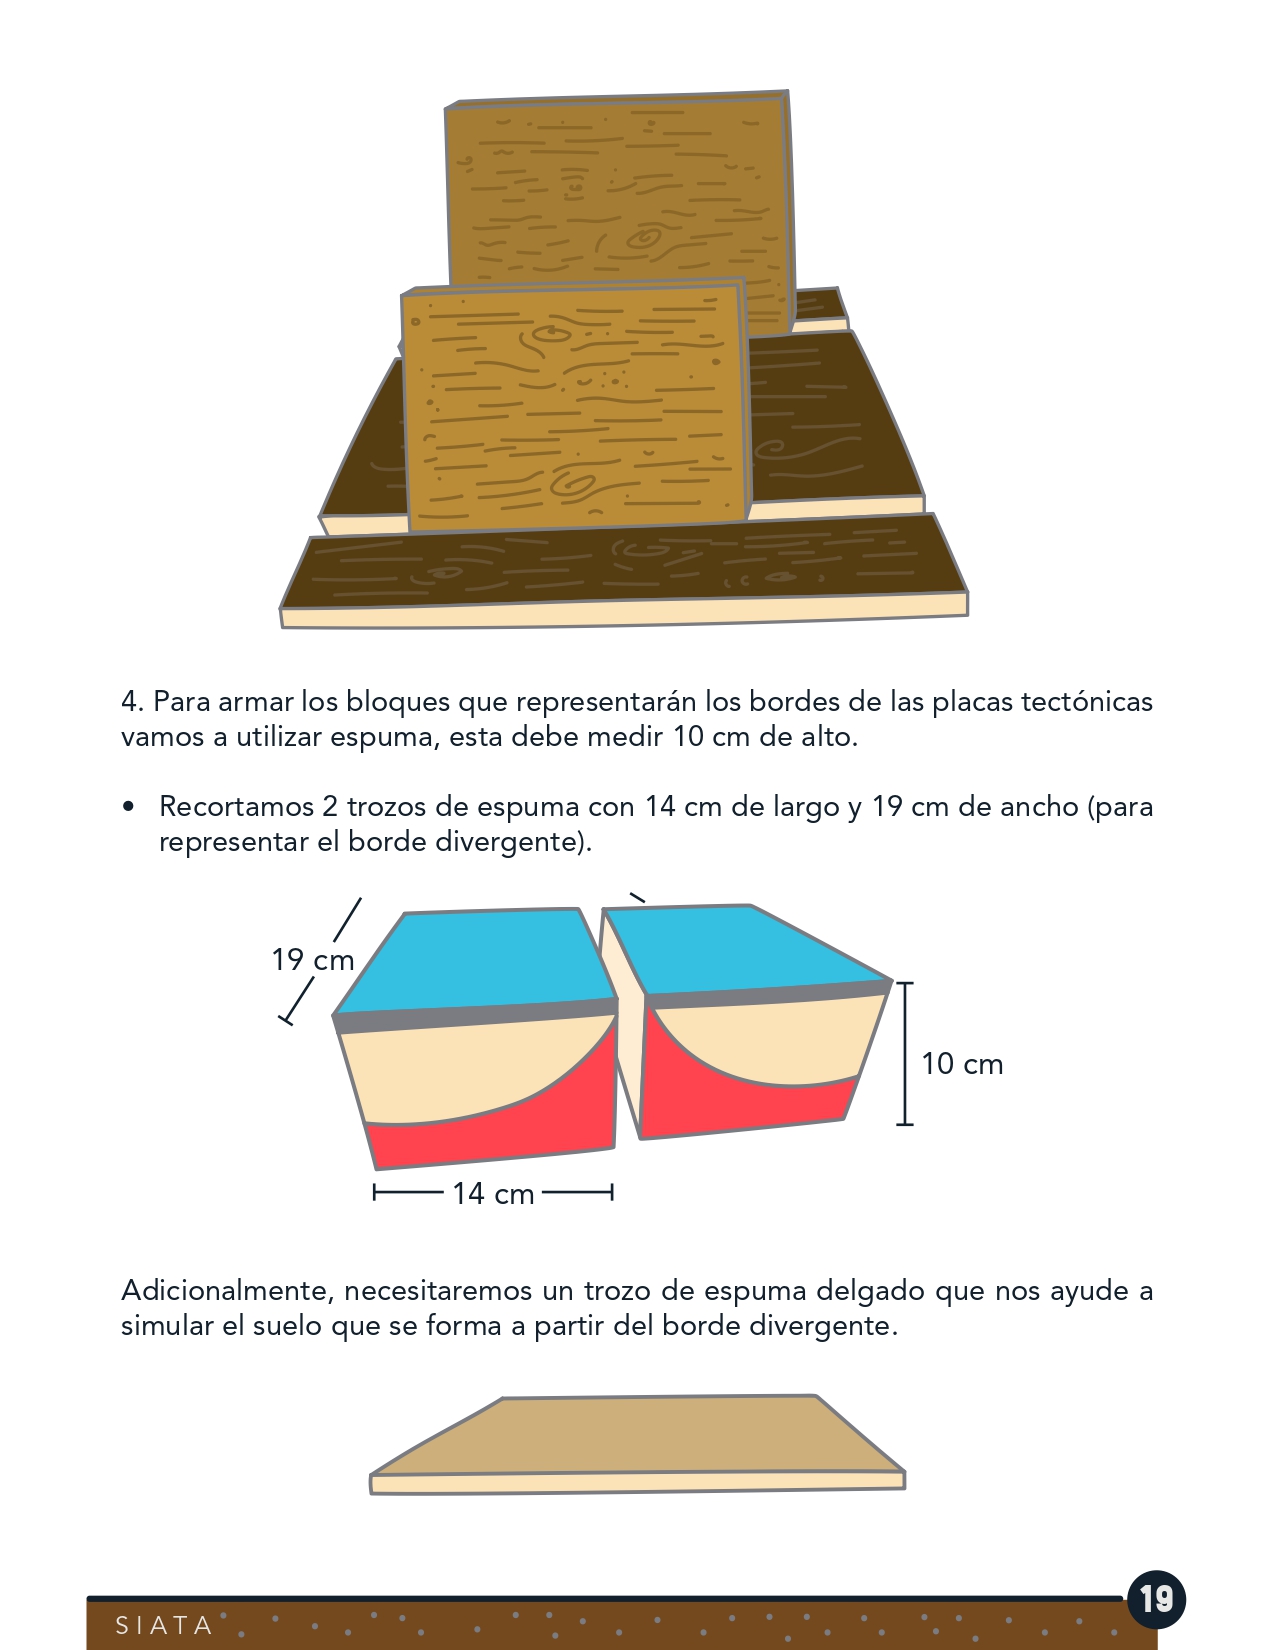 4. Para armar los bloques que representarán los bordes de las placas tectónicas
vamos a utilizar espuma, esta debe medir 10 cm de alto.
• Recortamos 2 trozos de espuma con 14 cm de largo y 19 cm de ancho (para
representar el borde divergente).
19 cm
10 cm
14 cm
Adicionalmente, necesitaremos un trozo de espuma delgado que nos ayude a
simular el suelo que se forma a partir del borde divergente.
SIATA
19